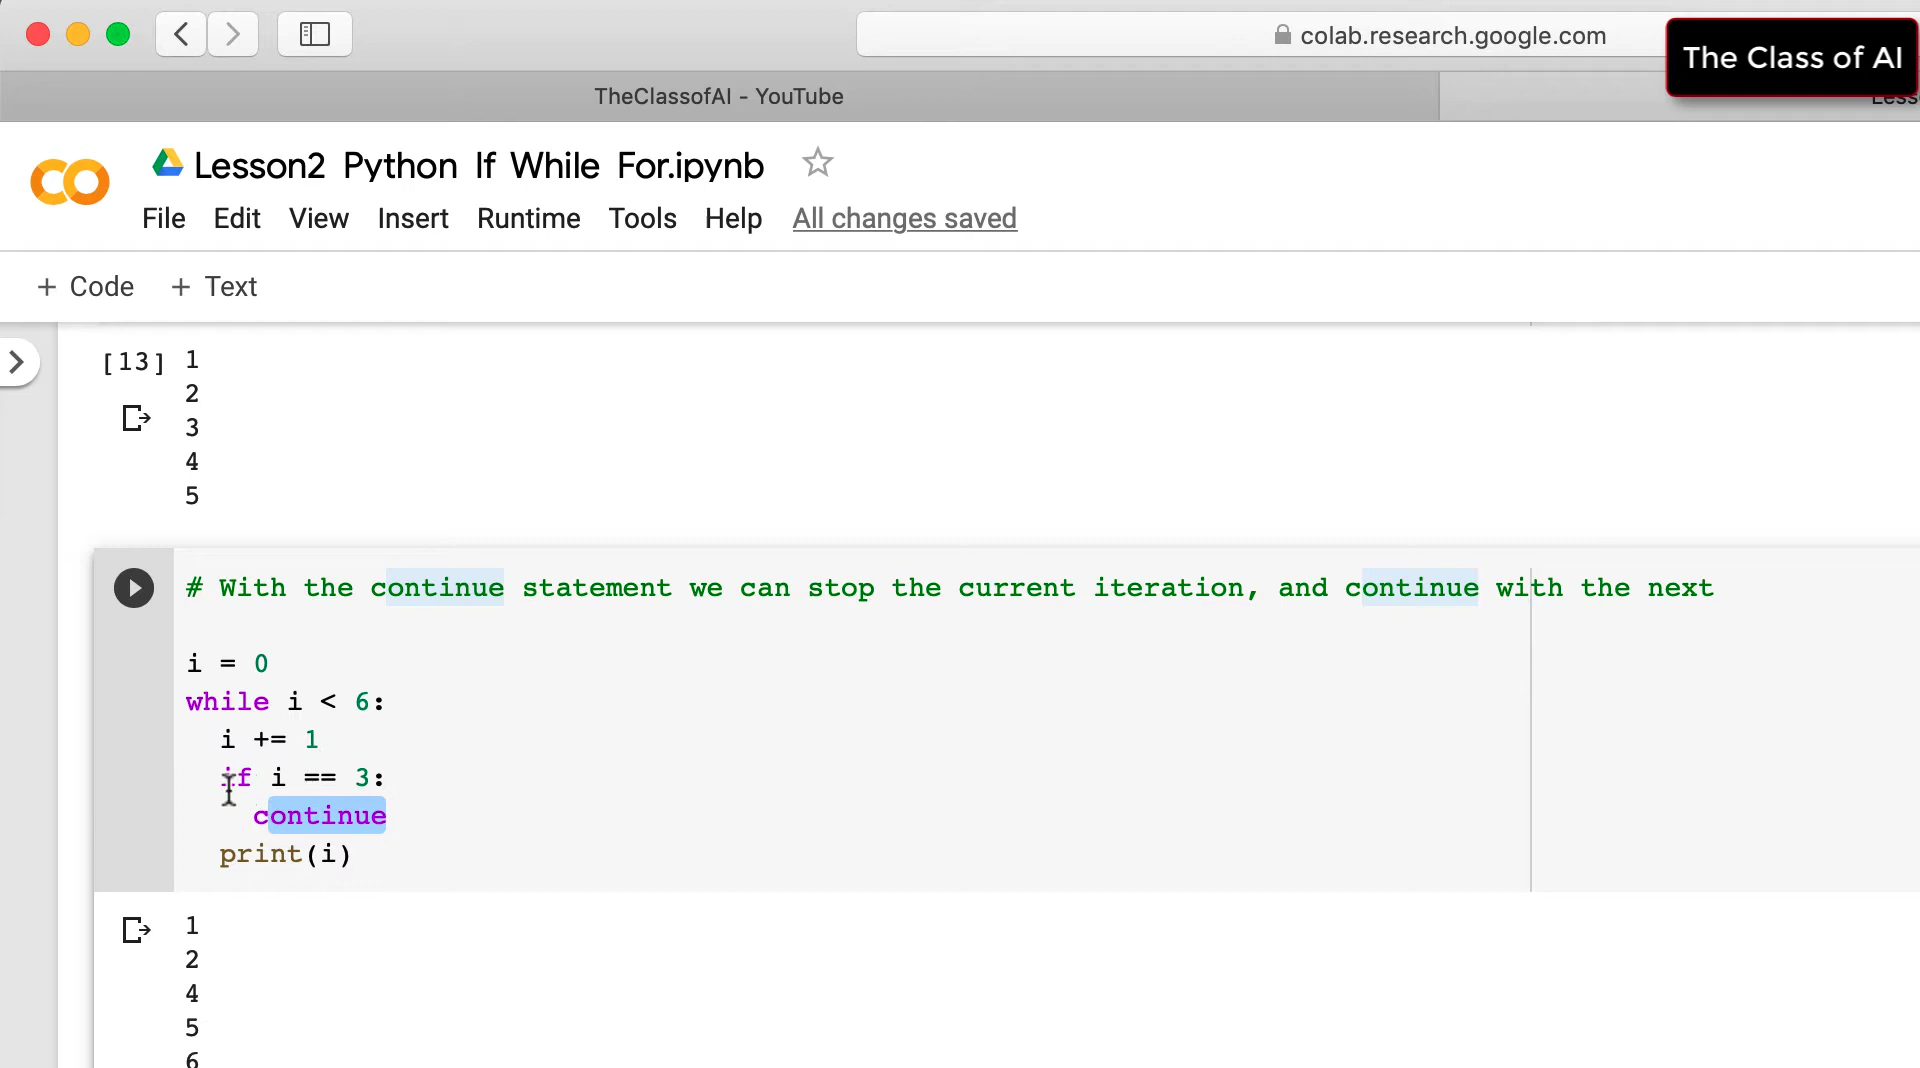 colab.research.google.com
The Class of AI
TheClassofAI - YouTube
Lesson2 Python If While For.ipynb
File Edit View Insert Runtime Tools Help All changes saved
+ Code + Text
[13] 1
2
3
4
5
# With the continue statement we can stop the current iteration, and continue with the next
i = 0
while i < 6:
i += 1
if i == 3:
continue
print(i)
1
2
4
5
6